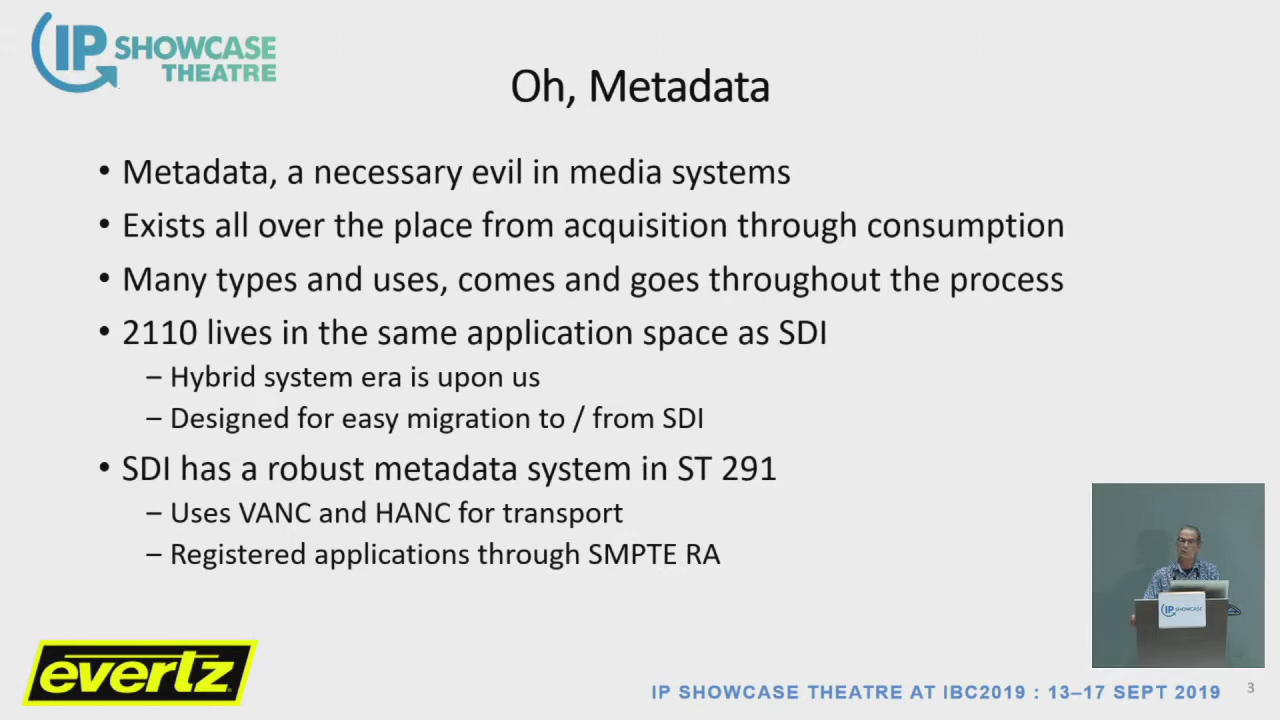 IP SHOWCASE
THEATRE
Oh, Metadata
• Metadata, a necessary evil in media systems
• Exists all over the place from acquisition through consumption
• Many types and uses, comes and goes throughout the process
• 2110 lives in the same application space as SDI
– Hybrid system era is upon us
– Designed for easy migration to / from SDI
• SDI has a robust metadata system in ST 291
– Uses VANC and HANC for transport
– Registered applications through SMPTE RA
IP SHOWCASE
evertz
IP SHOWCASE THEATRE AT IBC2019 : 13–17 SEPT 2019
3